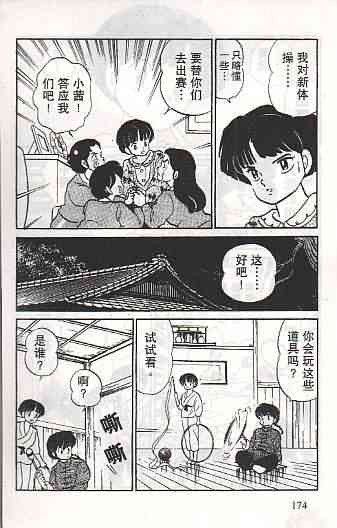 我对新体
操……
只略懂
一些…
要替你们
去出赛…
小茜！
答应我
们吧！
这……
好吧！
你会玩这些
道具吗？
试试看。
啊？
是谁？
174